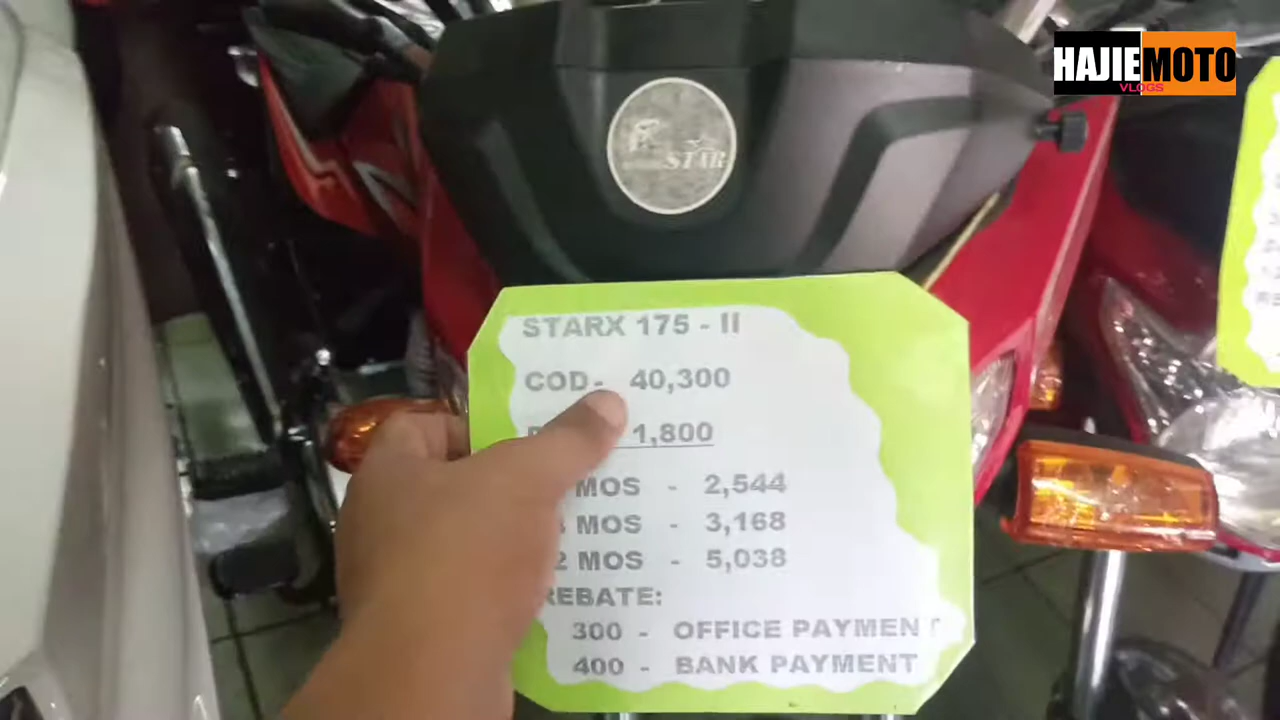 HAJIEMOTO
VLOGS
STAR
STARX 175 - II
COD - 40,300
1,800
MOS - 2,544
MOS - 3,168
MOS - 5,038
REBATE:
300 - OFFICE PAYMENT
400 - BANK PAYMENT